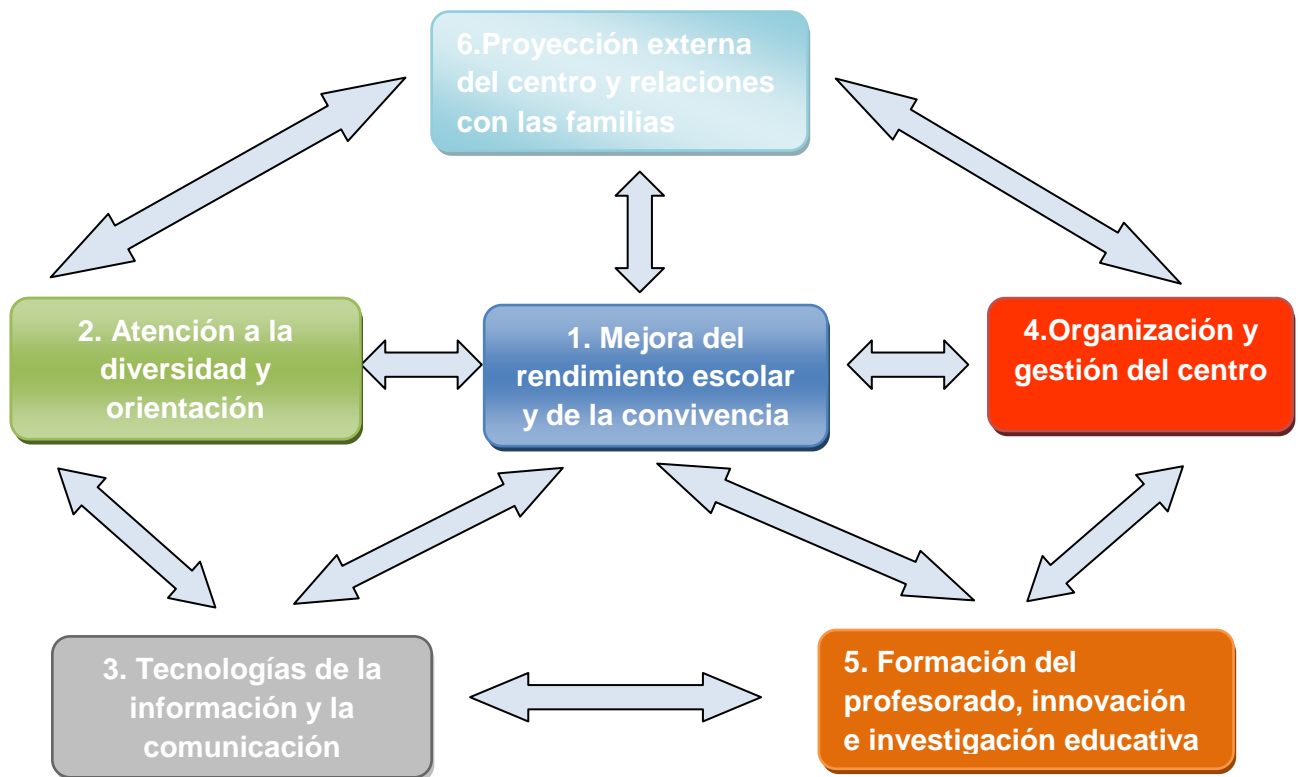 6.Proyección externa
del centro y relaciones
con las familias
2. Atención a la
diversidad y
orientación
1. Mejora del
rendimiento escolar
y de la convivencia
4.Organización y
gestión del centro
3. Tecnologías de la
información y la
comunicación
5. Formación del
profesorado, innovación
e investigación educativa